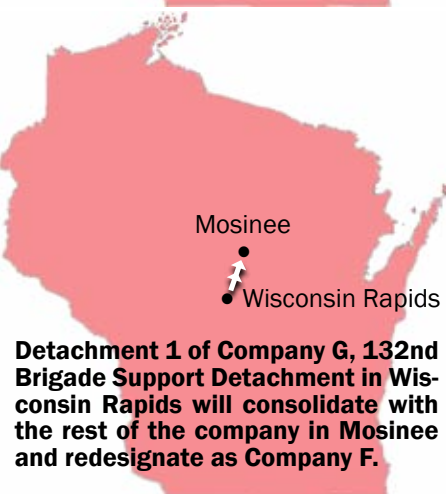 Mosinee
Wisconsin Rapids
Detachment 1 of Company G, 132nd
Brigade Support Detachment in Wis-
consin Rapids will consolidate with
the rest of the company in Mosinee
and redesignate as Company F.